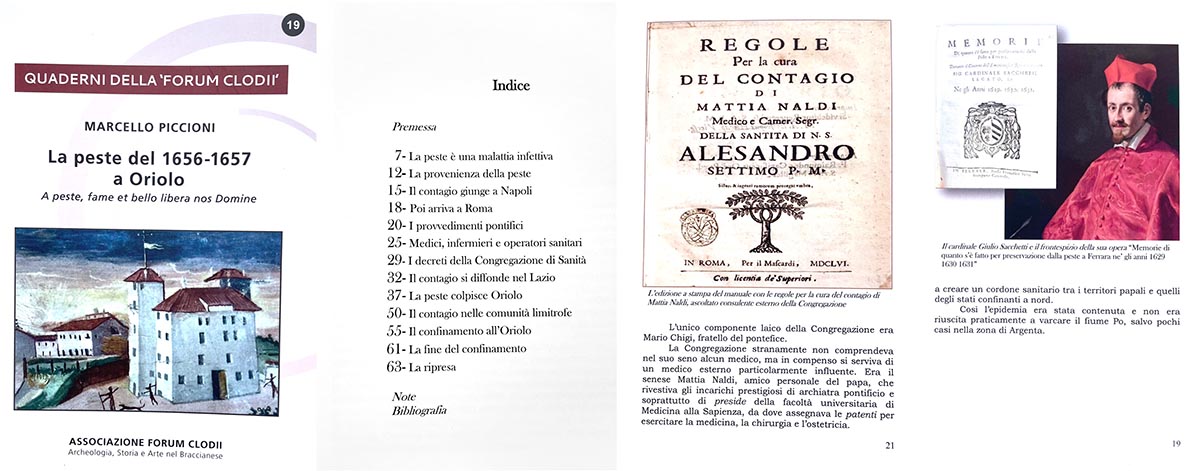 19
QUADERNI DELLA 'FORUM CLODII'
MARCELLO PICCIONI
La peste del 1656-1657
a Oriolo
A peste, fame et bello libera nos Domine
ASSOCIAZIONE FORUM CLODII
Archeologia, Storia e Arte nel Braccianese
Indice
Premessa
7- La peste è una malattia infettiva
12- La provenienza della peste
15- Il contagio giunge a Napoli
18- Poi arriva a Roma
20- I provvedimenti pontifici
25- Medici, infermieri e operatori sanitari
29- I decreti della Congregazione di Sanità
32- Il contagio si diffonde nel Lazio
37- La peste colpisce Oriolo
50- Il contagio nelle comunità limitrofe
55- Il confinamento all'Oriolo
61- La fine del confinamento
63- La ripresa
Note
Bibliografia
REGOLE
Per la cura
DEL CONTAGIO
DI
MATTIA NALDI
Medico e Camer. Segr.
DELLA SANTITA DI N. S.
ALESANDRO
SETTIMO P. M.
IN ROMA, Per il Mascardi, MDCLVI.
Con licentia de' Superiori.
L'edizione a stampa del manuale con le regole per la cura del contagio di
Mattia Naldi, ascoltato consulente esterno della Congregazione
L'unico componente laico della Congregazione era
Mario Chigi, fratello del pontefice.
La Congregazione stranamente non comprendeva
nel suo seno alcun medico, ma in compenso si serviva di
un medico esterno particolarmente influente. Era il
senese Mattia Naldi, amico personale del papa, che
rivestiva gli incarichi prestigiosi di archiatra pontificio e
soprattutto di preside della facoltà universitaria di
Medicina alla Sapienza, da dove assegnava le patenti per
esercitare la medicina, la chirurgia e l'ostetricia.
21
MEMORIE
Il cardinale Giulio Sacchetti e il frontespizio della sua opera "Memorie di
quanto s'è fatto per preservazione dalla peste a Ferrara ne' gli anni 1629
1630 1631"
a creare un cordone sanitario tra i territori papali e quelli
degli stati confinanti a nord.
Così l'epidemia era stata contenuta e non era
riuscita praticamente a varcare il fiume Po, salvo pochi
casi nella zona di Argenta.
19